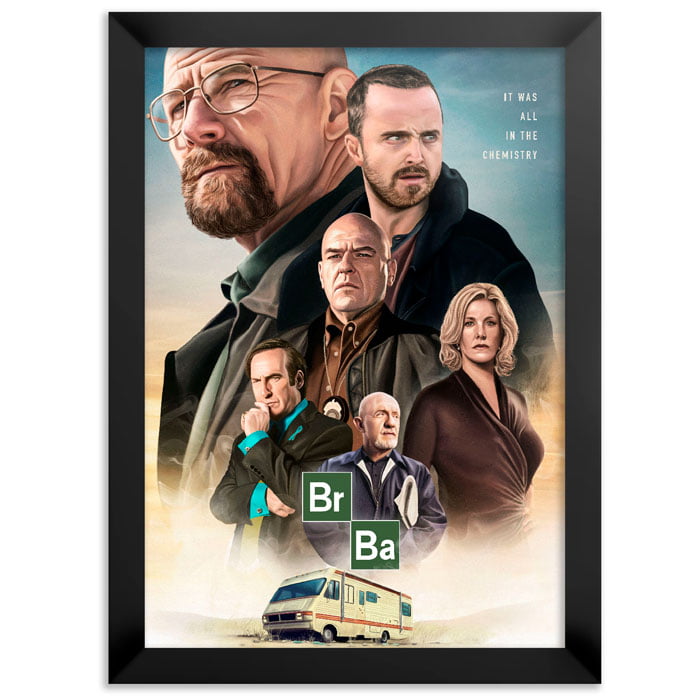 IT WAS
ALL
IN THE
CHEMISTRY
Br
Ba